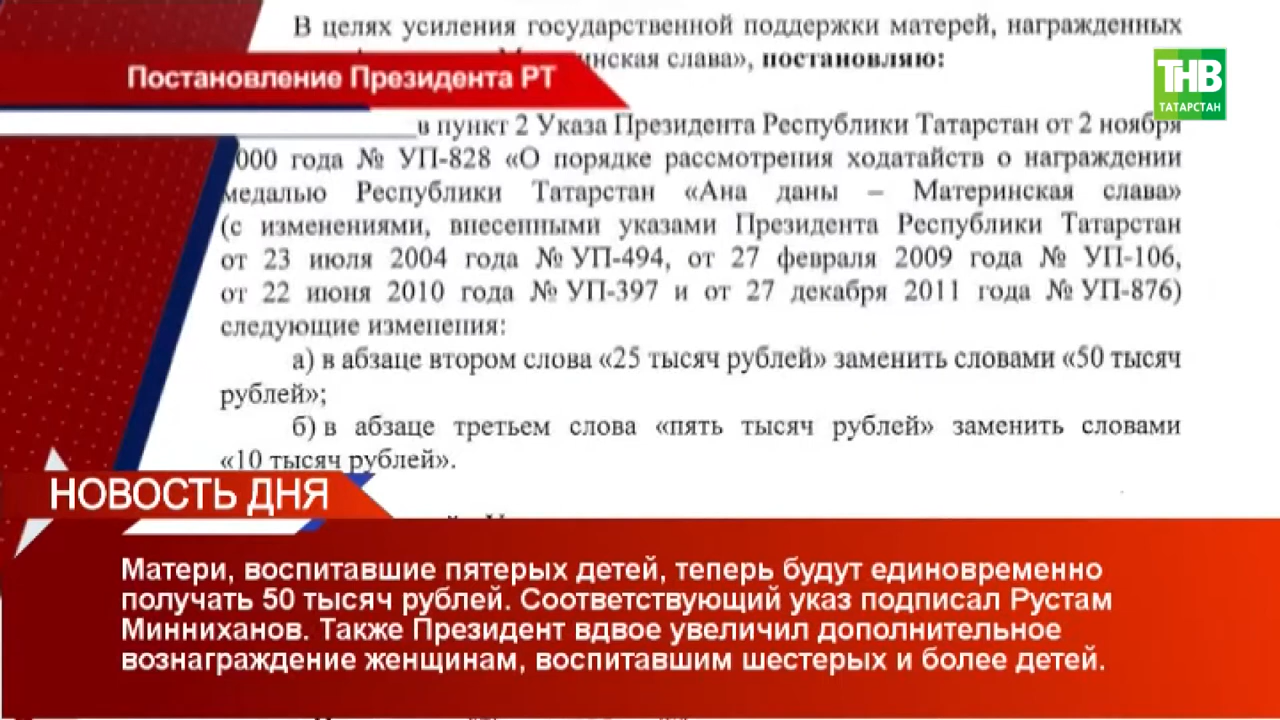 В целях усиления государственной поддержки матерей, награжденных
слава», постановляю:
Постановление Президента РТ
ТНВ
ТАТАРСТАН
в пункт 2 Указа Президента Республики Татарстан от 2 ноября
000 года № УП-828 «О порядке рассмотрения ходатайств о награждении
медалью Республики Татарстан «Ана даны – Материнская слава»
(с изменениями, внесенными указами Президента Республики Татарстан
от 23 июля 2004 года № УП-494, от 27 февраля 2009 года № УП-106,
от 22 июня 2010 года № УП-397 и от 27 декабря 2011 года № УП-876)
следующие изменения:
а) в абзаце втором слова «25 тысяч рублей» заменить словами «50 тысяч
рублей»;
б) в абзаце третьем слова «пять тысяч рублей» заменить словами
«10 тысяч рублей».
НОВОСТЬ ДНЯ
Матери, воспитавшие пятерых детей, теперь будут единовременно
получать 50 тысяч рублей. Соответствующий указ подписал Рустам
Минниханов. Также Президент вдвое увеличил дополнительное
вознаграждение женщинам, воспитавшим шестерых и более детей.